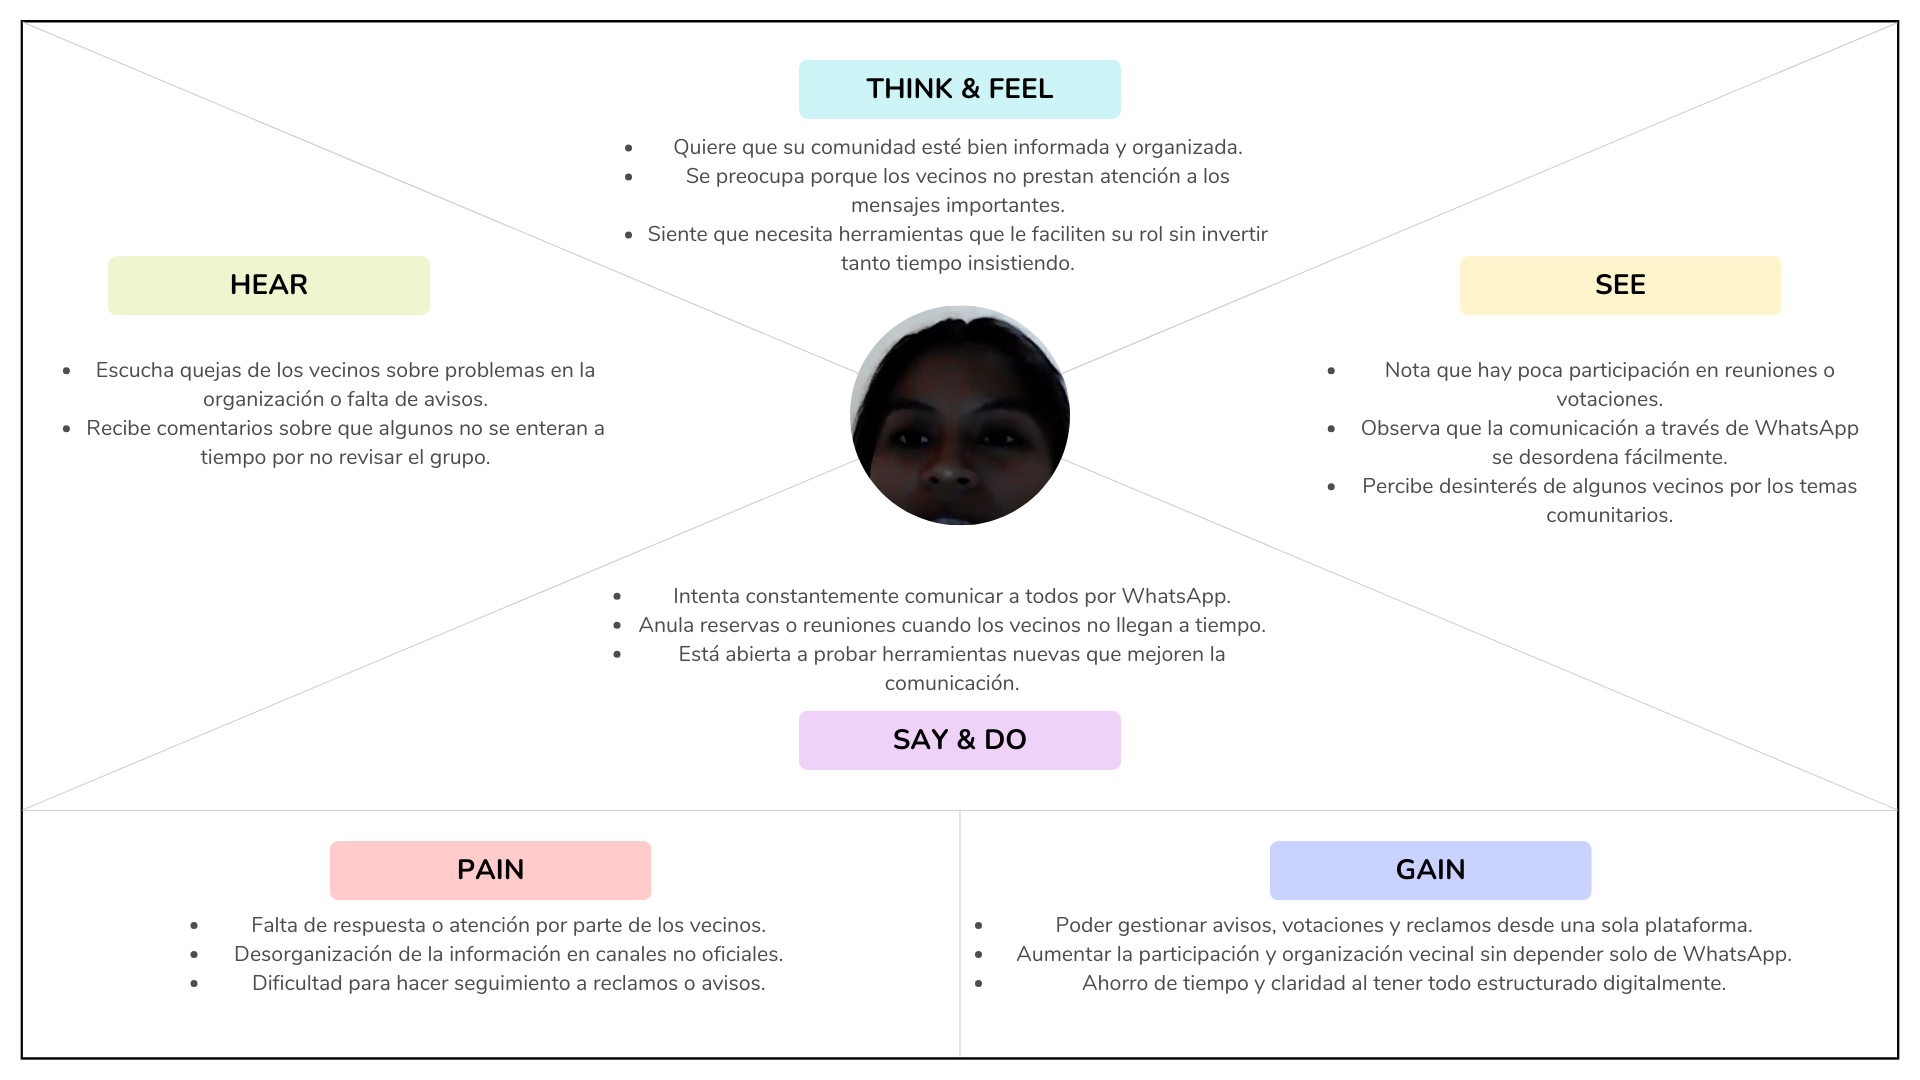 THINK & FEEL
Quiere que su comunidad esté bien informada y organizada.
Se preocupa porque los vecinos no prestan atención a los
mensajes importantes.
Siente que necesita herramientas que le faciliten su rol sin invertir
tanto tiempo insistiendo.
HEAR
Escucha quejas de los vecinos sobre problemas en la
organización o falta de avisos.
Recibe comentarios sobre que algunos no se enteran a
tiempo por no revisar el grupo.
SEE
Nota que hay poca participación en reuniones o
votaciones.
Observa que la comunicación a través de WhatsApp
se desordena fácilmente.
Percibe desinterés de algunos vecinos por los temas
comunitarios.
Intenta constantemente comunicar a todos por WhatsApp.
Anula reservas o reuniones cuando los vecinos no llegan a tiempo.
Está abierta a probar herramientas nuevas que mejoren la
comunicación.
SAY & DO
PAIN
Falta de respuesta o atención por parte de los vecinos.
Desorganización de la información en canales no oficiales.
Dificultad para hacer seguimiento a reclamos o avisos.
GAIN
Poder gestionar avisos, votaciones y reclamos desde una sola plataforma.
Aumentar la participación y organización vecinal sin depender solo de WhatsApp.
Ahorro de tiempo y claridad al tener todo estructurado digitalmente.